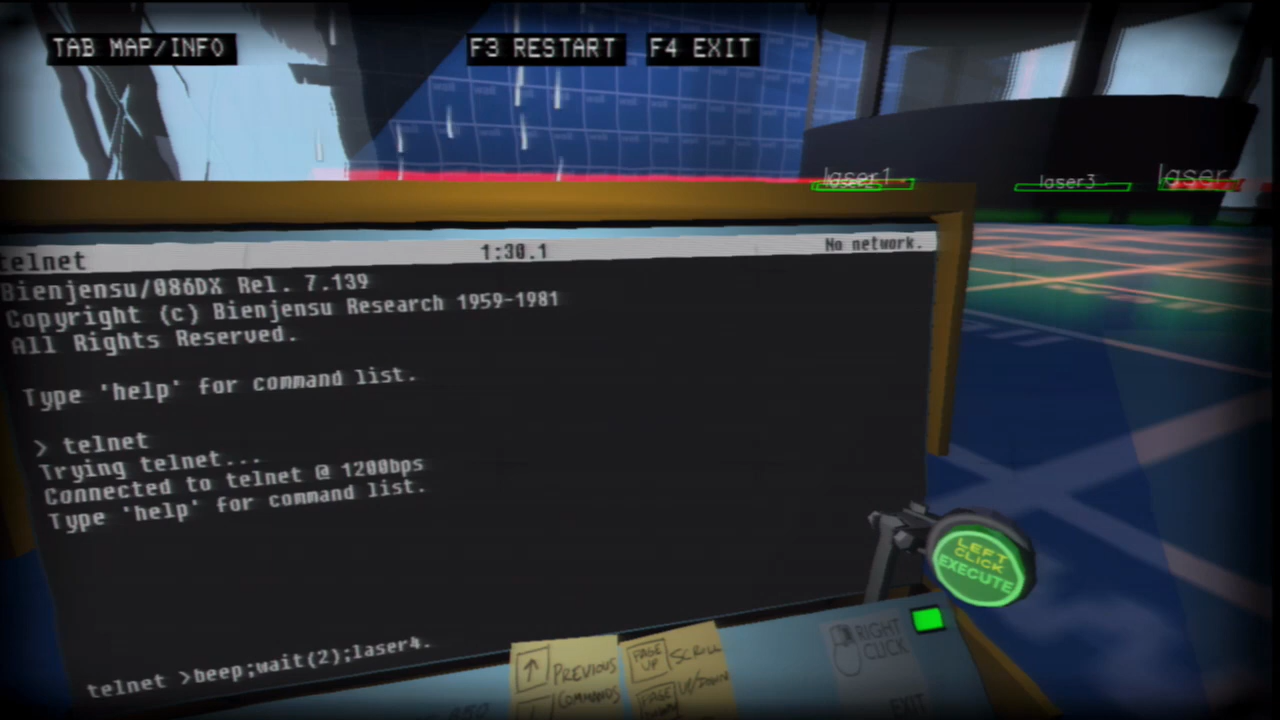 TAB MAP/INFO
F3 RESTART
F4 EXIT
laser1
laser3
laser
telnet
1:30.1
No network.
Bienjensu/086DX Rel. 7.139
Copyright (c) Bienjensu Research 1959-1981
All Rights Reserved.
Type 'help' for command list.
> telnet
Trying telnet...
Connected to telnet @ 1200bps
Type 'help' for command list.
LEFT
CLICK
EXECUTE
telnet >beep;wait(2);laser4.
↑ PREVIOUS
COMMANDS
PAGE
UP
SCROLL
UP/DOWN
PAGE
DOWN
RIGHT
CLICK
EXIT